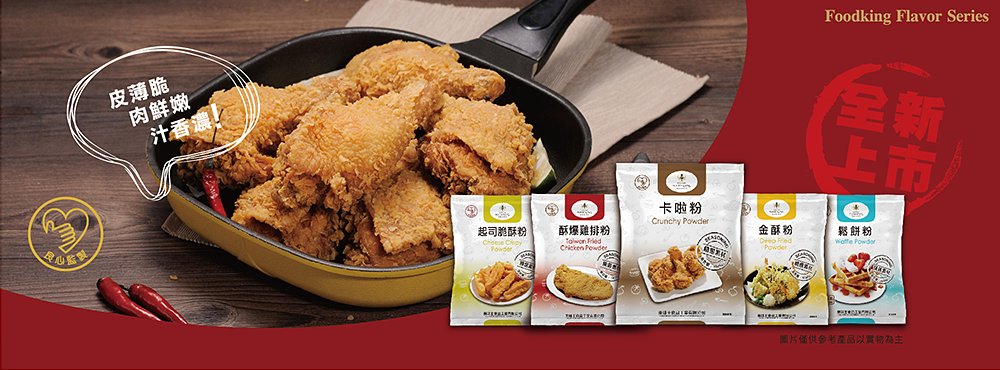 Foodking Flavor Series
皮薄脆
肉鮮嫩
汁香濃!
全新
上市
良心監製
起司脆酥粉
Cheese Crispy
Powder
酥爆雞排粉
Taiwan Fried
Chicken Powder
卡啦粉
Crunchy Powder
SEASONING
金酥粉
Deep Fried
Powder
鬆餅粉
Waffle Powder
圖片僅供參考產品以實物為主